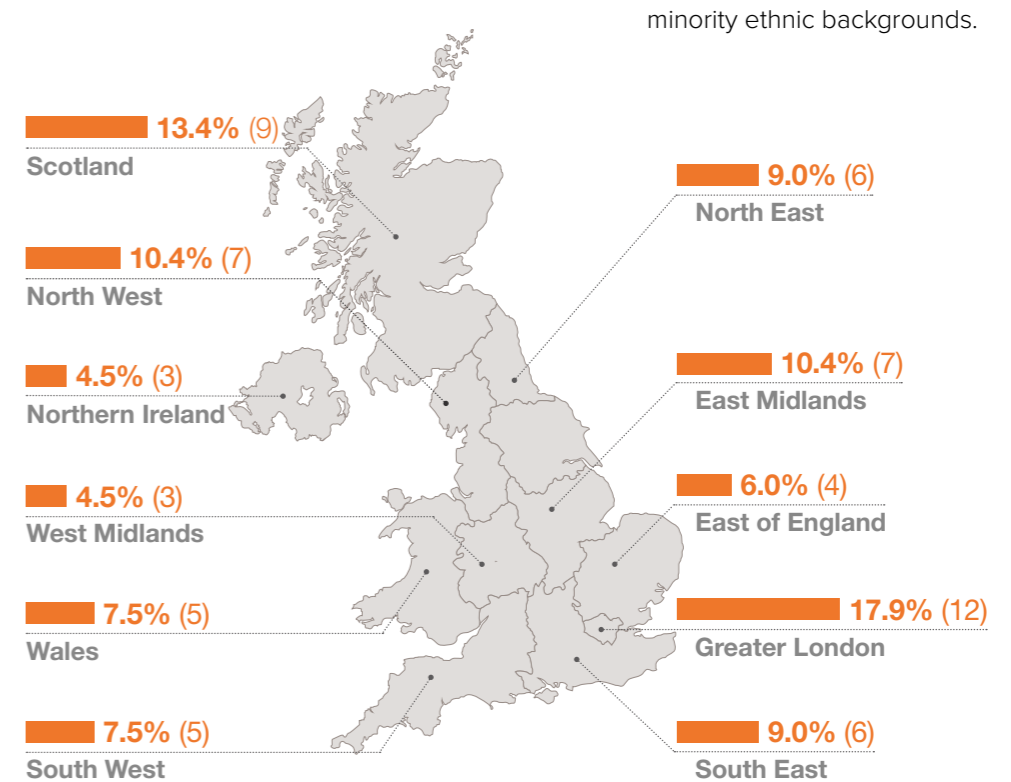 minority ethnic backgrounds.
13.4% (9)
Scotland
10.4% (7)
North West
4.5% (3)
Northern Ireland
4.5% (3)
West Midlands
7.5% (5)
Wales
7.5% (5)
South West
9.0% (6)
North East
10.4% (7)
East Midlands
6.0% (4)
East of England
17.9% (12)
Greater London
9.0% (6)
South East